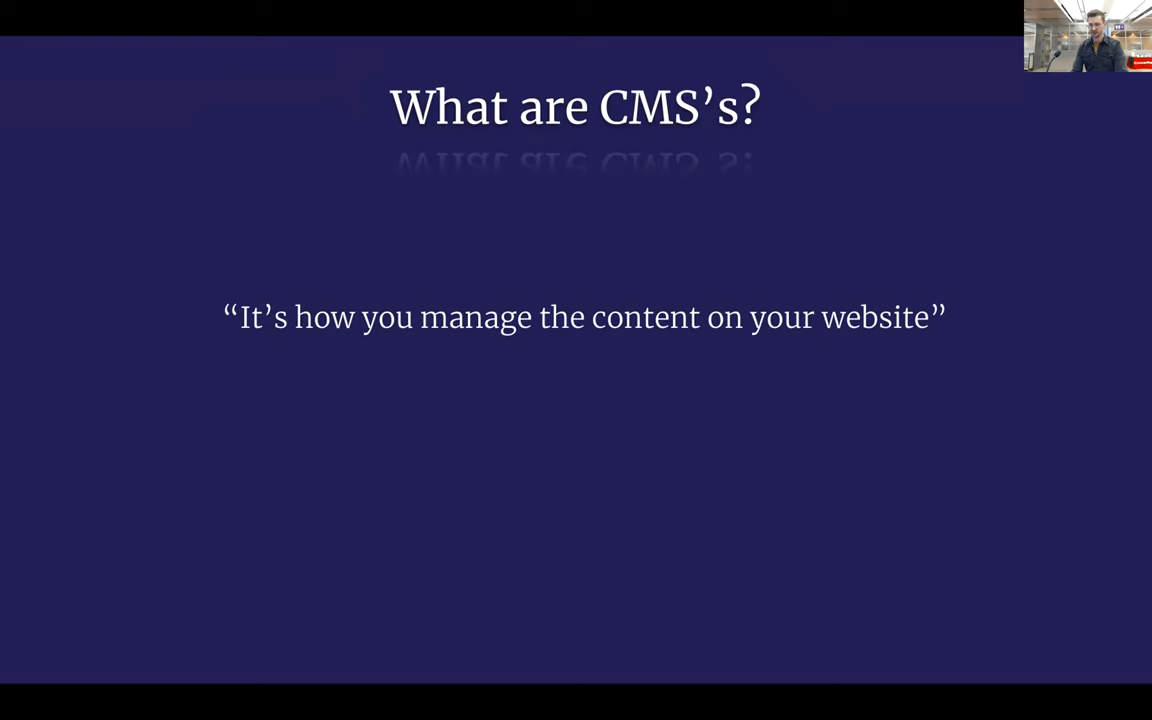 What are CMS’s?
“It’s how you manage the content on your website”